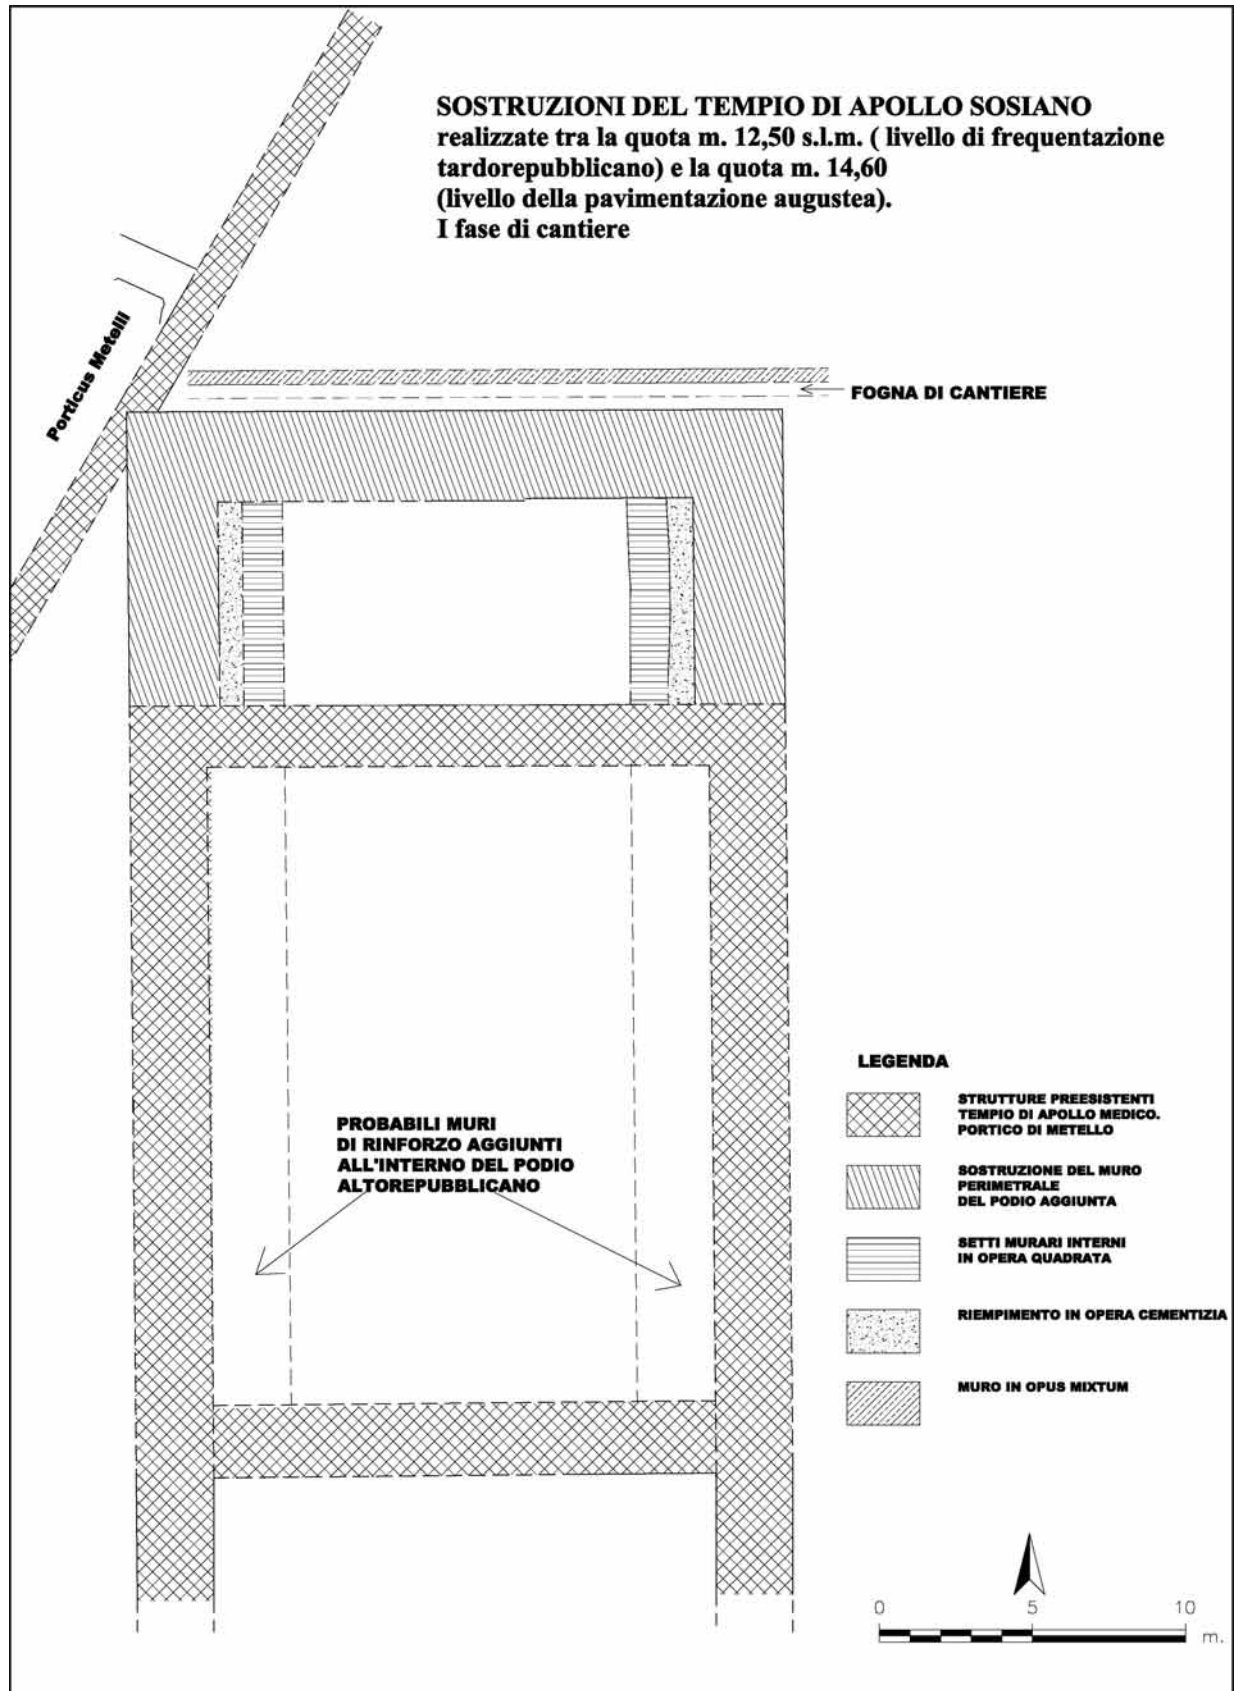 SOSTRUZIONI DEL TEMPIO DI APOLLO SOSIANO
realizzate tra la quota m. 12,50 s.l.m. ( livello di frequentazione
tardorepubblicano) e la quota m. 14,60
(livello della pavimentazione augustea).
I fase di cantiere
Porticus Metelli
FOGNA DI CANTIERE
PROBABILI MURI
DI RINFORZO AGGIUNTI
ALL'INTERNO DEL PODIO
ALTOREPUBBLICANO
LEGENDA
STRUTTURE PREESISTENTI
TEMPIO DI APOLLO MEDICO.
PORTICO DI METELLO
SOSTRUZIONE DEL MURO
PERIMETRALE
DEL PODIO AGGIUNTA
SETTI MURARI INTERNI
IN OPERA QUADRATA
RIEMPIMENTO IN OPERA CEMENTIZIA
MURO IN OPUS MIXTUM
0 5 10
m.